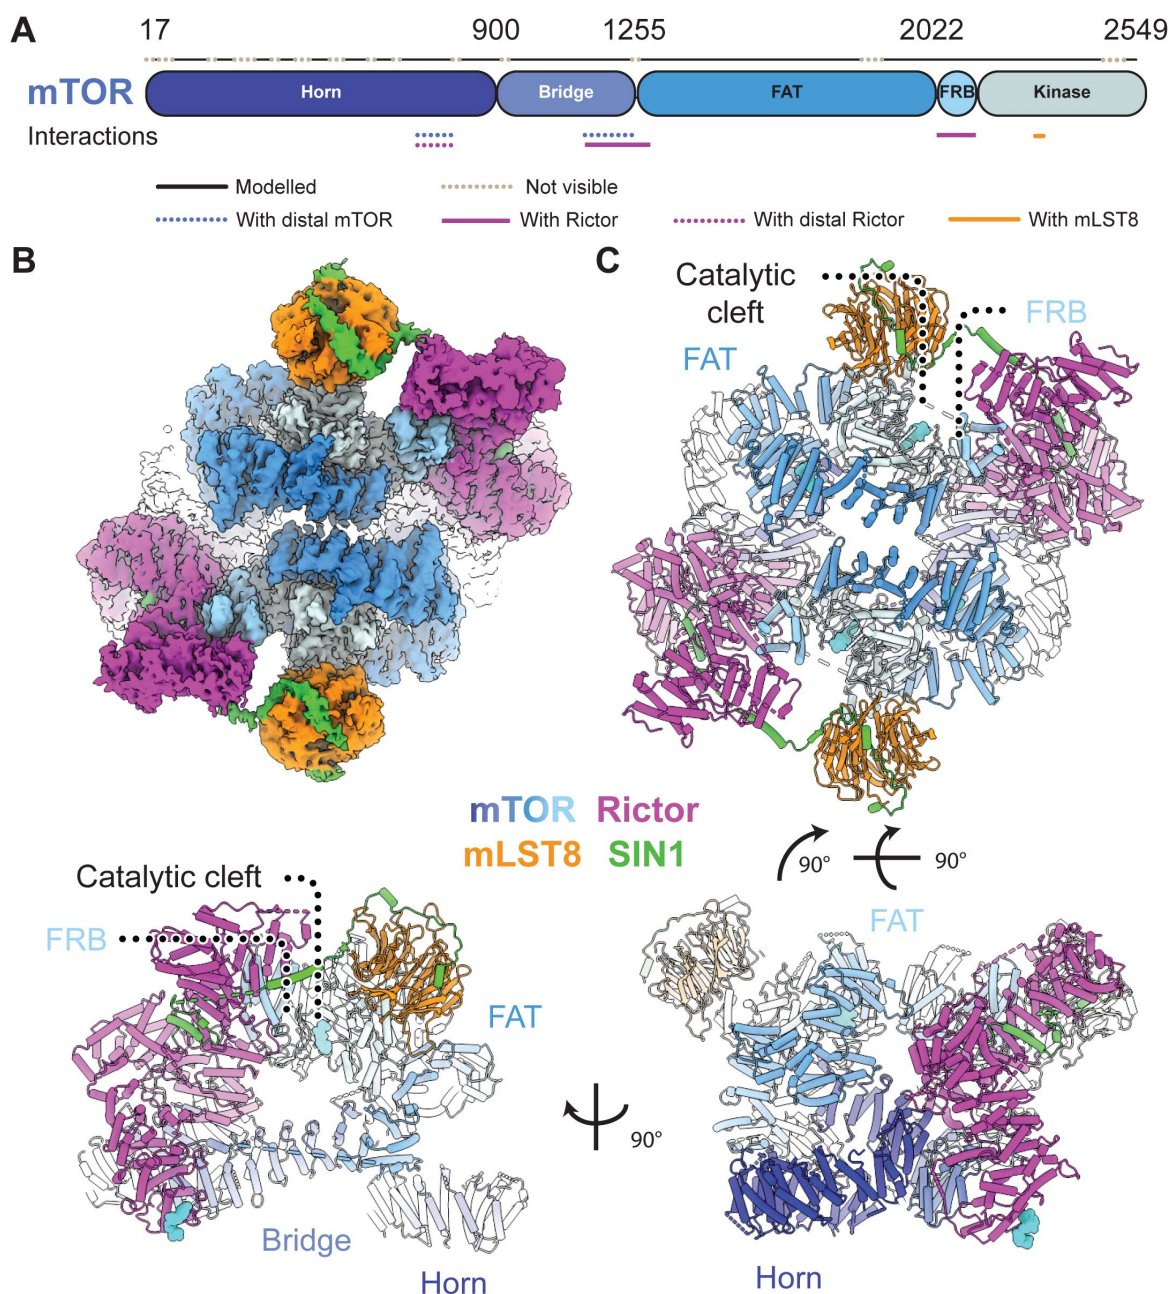 A
17 900 1255 2022 2549
mTOR Horn Bridge FAT FRB Kinase
Interactions
Modelled Not visible
With distal mTOR With Rictor With distal Rictor With mLST8
B
C
Catalytic
cleft
FRB
FAT
mTOR Rictor
mLST8 SIN1
90° 90°
Catalytic cleft
FRB
FAT
FAT
90°
Bridge
Horn
Horn